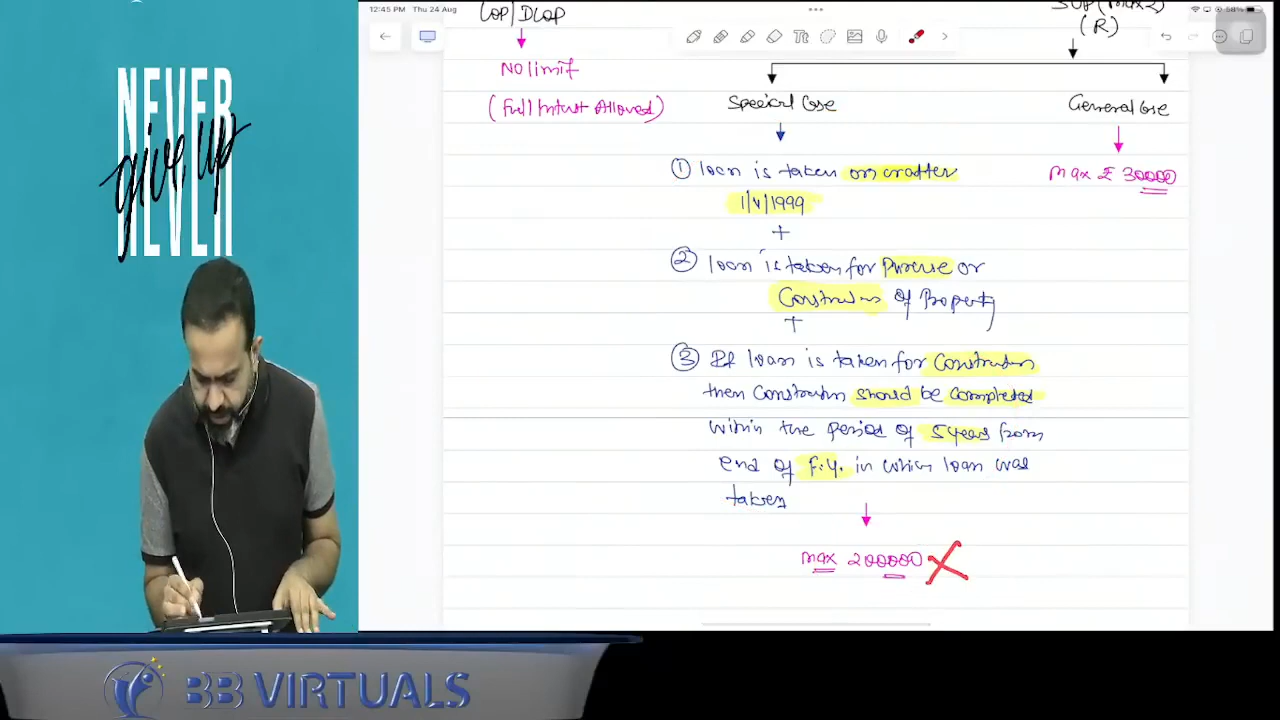 12:45 PM Thu 24 Aug
58%
LOP/DLOP
SOP (Max 2)
(R)
No limit
(Full Intrest Allowed)
Special Case
General Case
Max ₹ 30000
① Loan is taken on or after
1/4/1999
+
② Loan is taken for Purchase or
Construction of Property
+
③ If loan is taken for Construction
then Construction should be completed
within the period of 5 years from
end of F.Y. in which loan was
taken
max 200000
NEVER
give up
NEVER
BB VIRTUALS